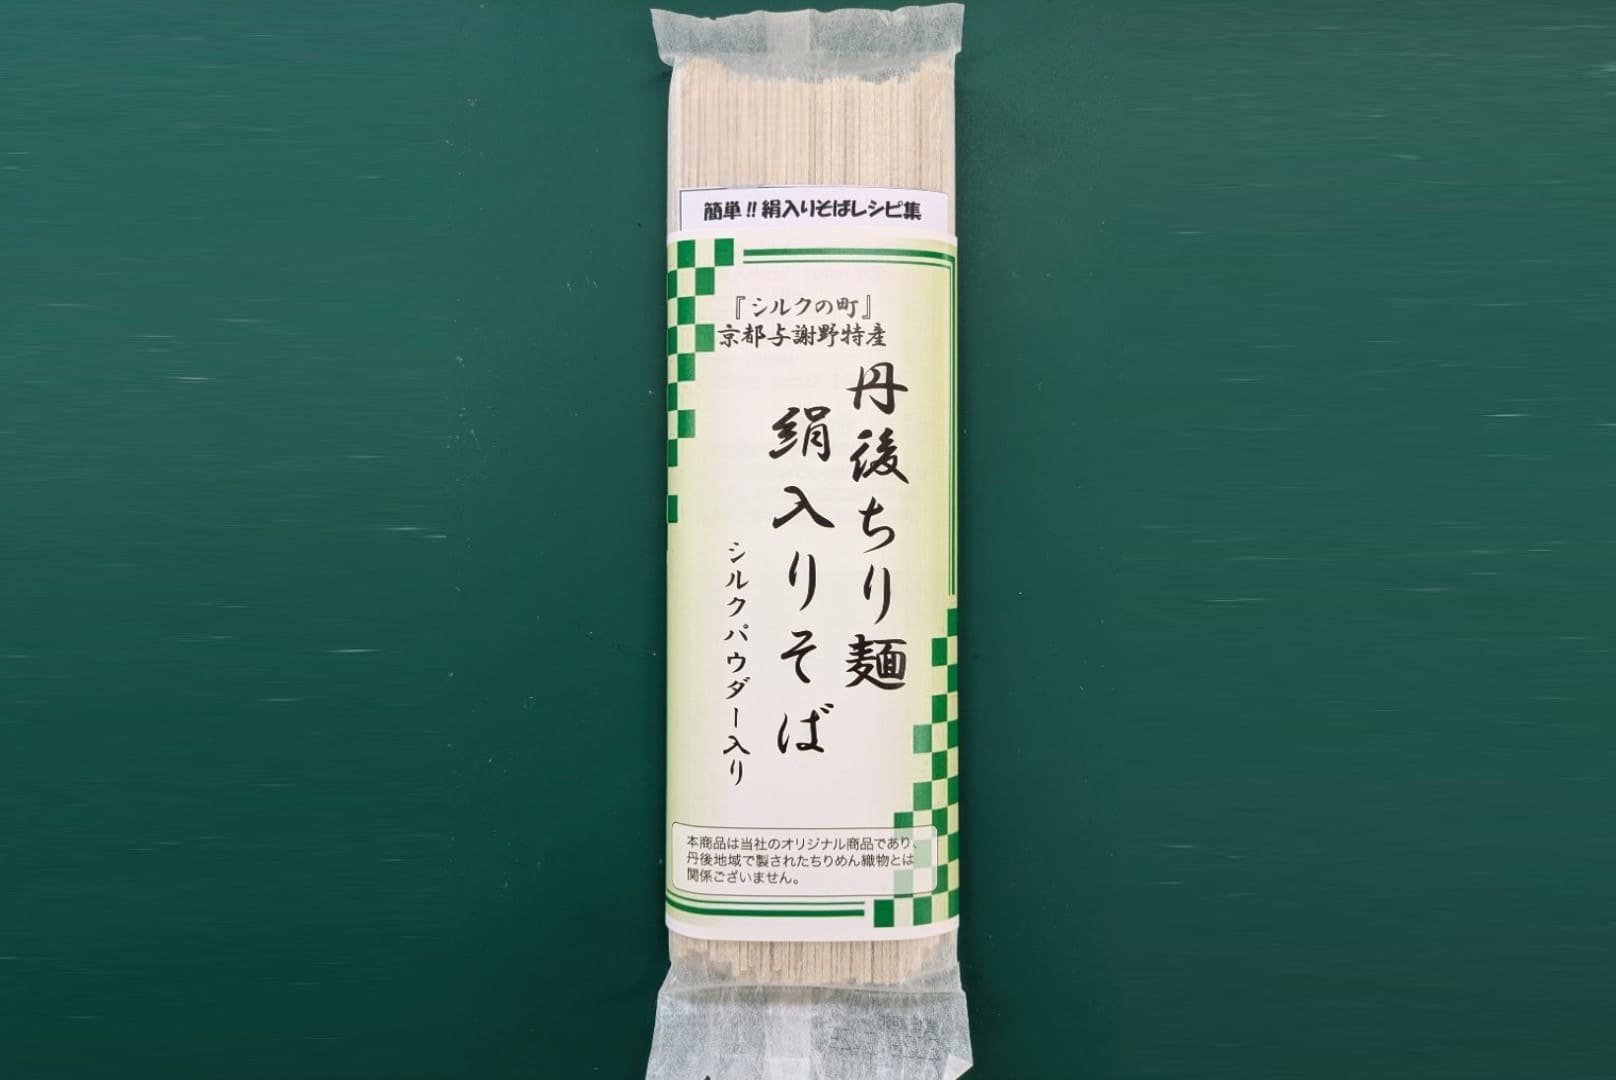 簡単!!絹入りそばレシピ集
『シルクの町』
京都与謝野特産
丹後ちり麺
絹入りそば
シルクパウダー入り
本商品は当社のオリジナル商品であり、
丹後地域で製されたちりめん織物とは
関係ございません。